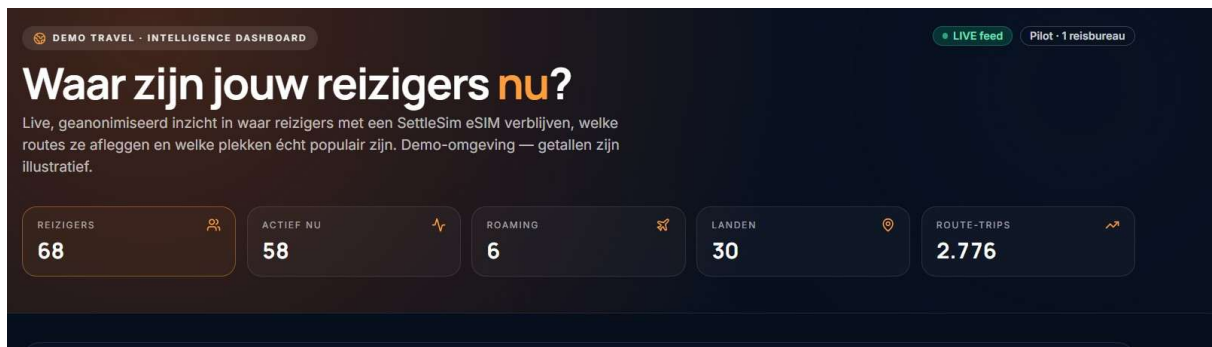 DEMO TRAVEL · INTELLIGENCE DASHBOARD
LIVE feed
Pilot · 1 reisbureau
Waar zijn jouw reizigers nu?
Live, geanonimiseerd inzicht in waar reizigers met een SettleSim eSIM verblijven, welke
routes ze afleggen en welke plekken écht populair zijn. Demo-omgeving — getallen zijn
illustratief.
REIZIGERS
68
ACTIEF NU
58
ROAMING
6
LANDEN
30
ROUTE-TRIPS
2.776